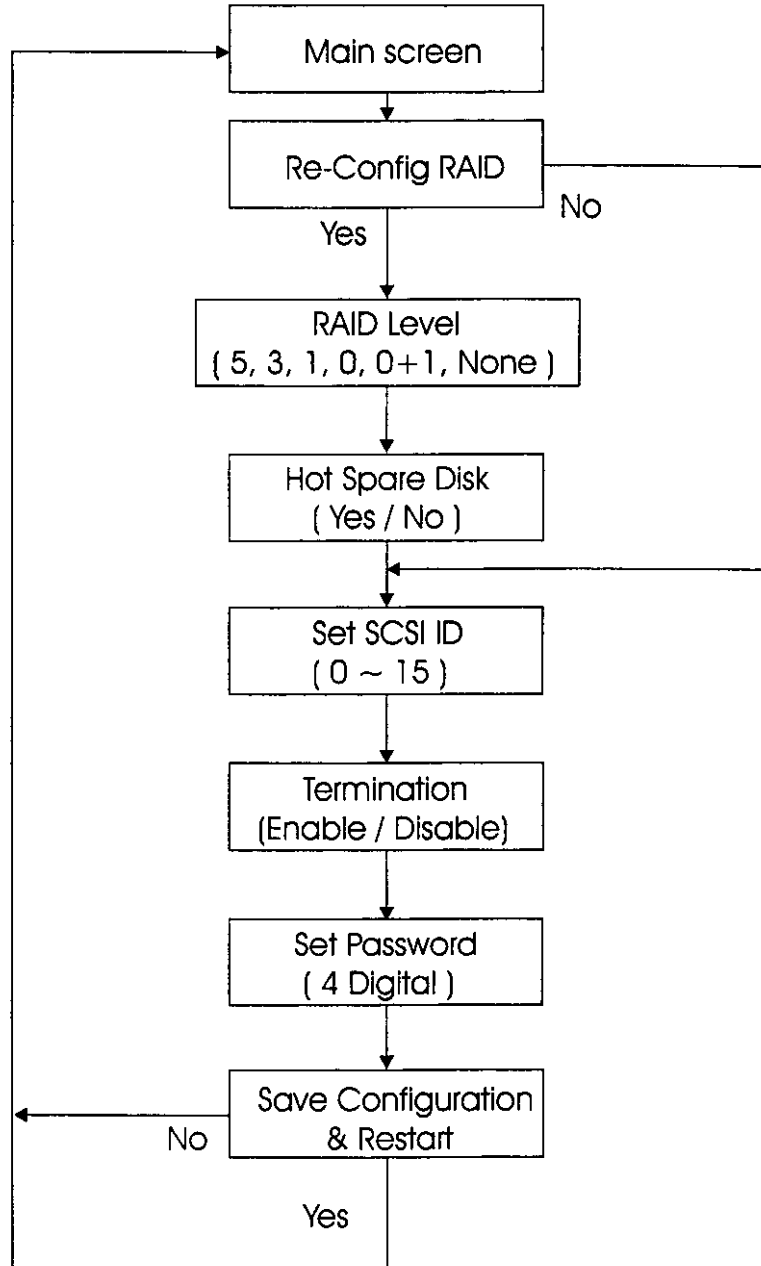 Main screen
Re-Config RAID
No
Yes
RAID Level
( 5, 3, 1, 0, 0+1, None )
Hot Spare Disk
( Yes / No )
Set SCSI ID
( 0 ~ 15 )
Termination
(Enable / Disable)
Set Password
( 4 Digital )
Save Configuration
& Restart
No
Yes